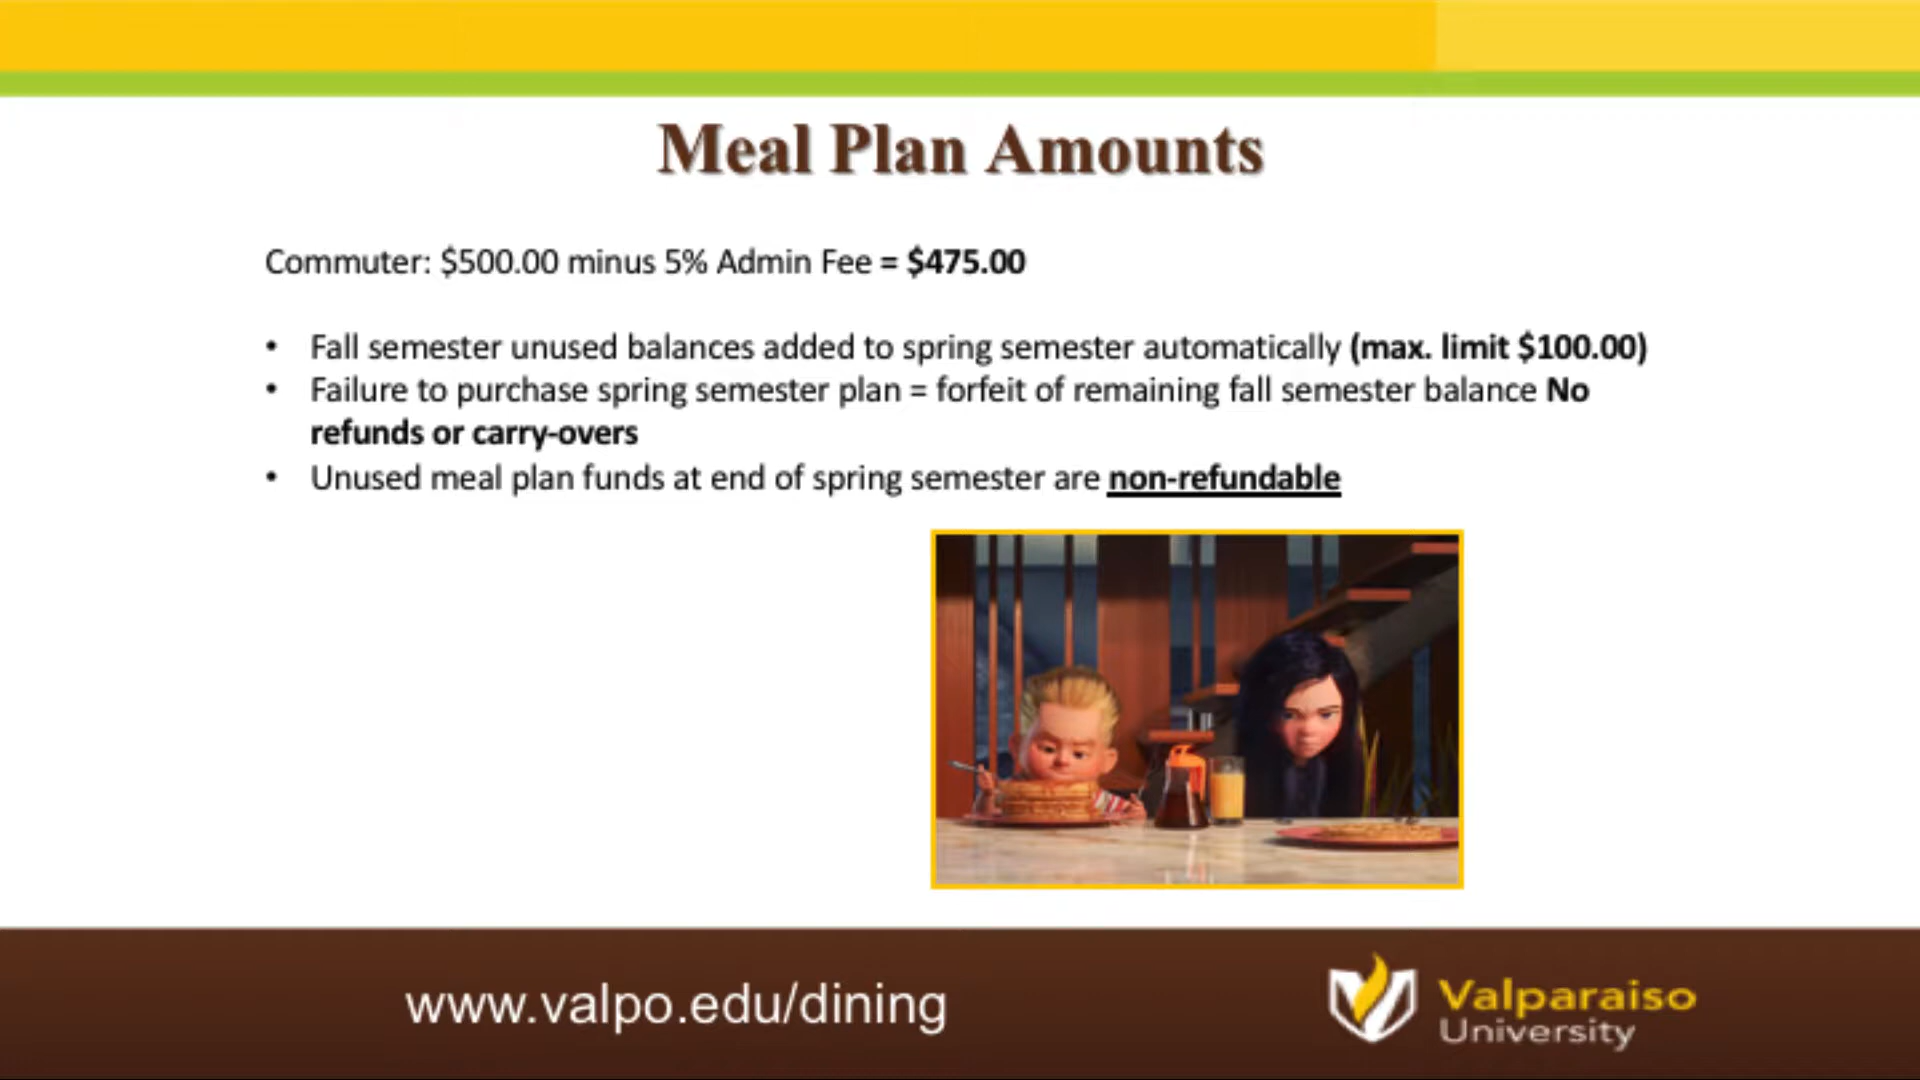 Meal Plan Amounts
Commuter: $500.00 minus 5% Admin Fee = $475.00
• Fall semester unused balances added to spring semester automatically (max. limit $100.00)
• Failure to purchase spring semester plan = forfeit of remaining fall semester balance No
refunds or carry-overs
• Unused meal plan funds at end of spring semester are non-refundable
www.valpo.edu/dining
Valparaiso
University